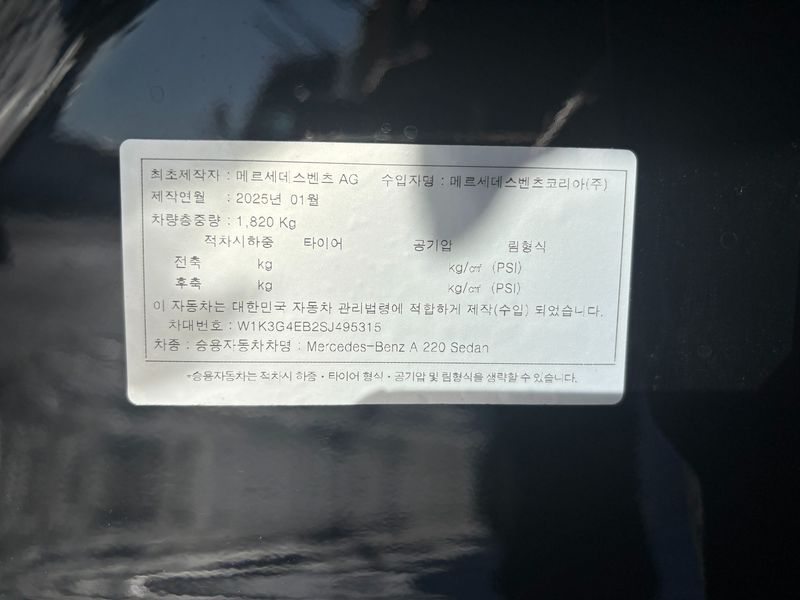 최초제작자 : 메르세데스벤츠 AG 수입자명 : 메르세데스벤츠코리아(주)
제작연월 : 2025년 01월
차량총중량 : 1,820 Kg
적차시하중 타이어 공기압 림형식
전축 kg kg/㎠ (PSI)
후축 kg kg/㎠ (PSI)
이 자동차는 대한민국 자동차 관리법령에 적합하게 제작(수입) 되었습니다.
차대번호 : W1K3G4EB2SJ495315
차종 : 승용자동차차명 : Mercedes-Benz A 220 Sedan
-승용자동차는 적차시 하중·타이어 형식·공기압 및 림형식을 생략할 수 있습니다.